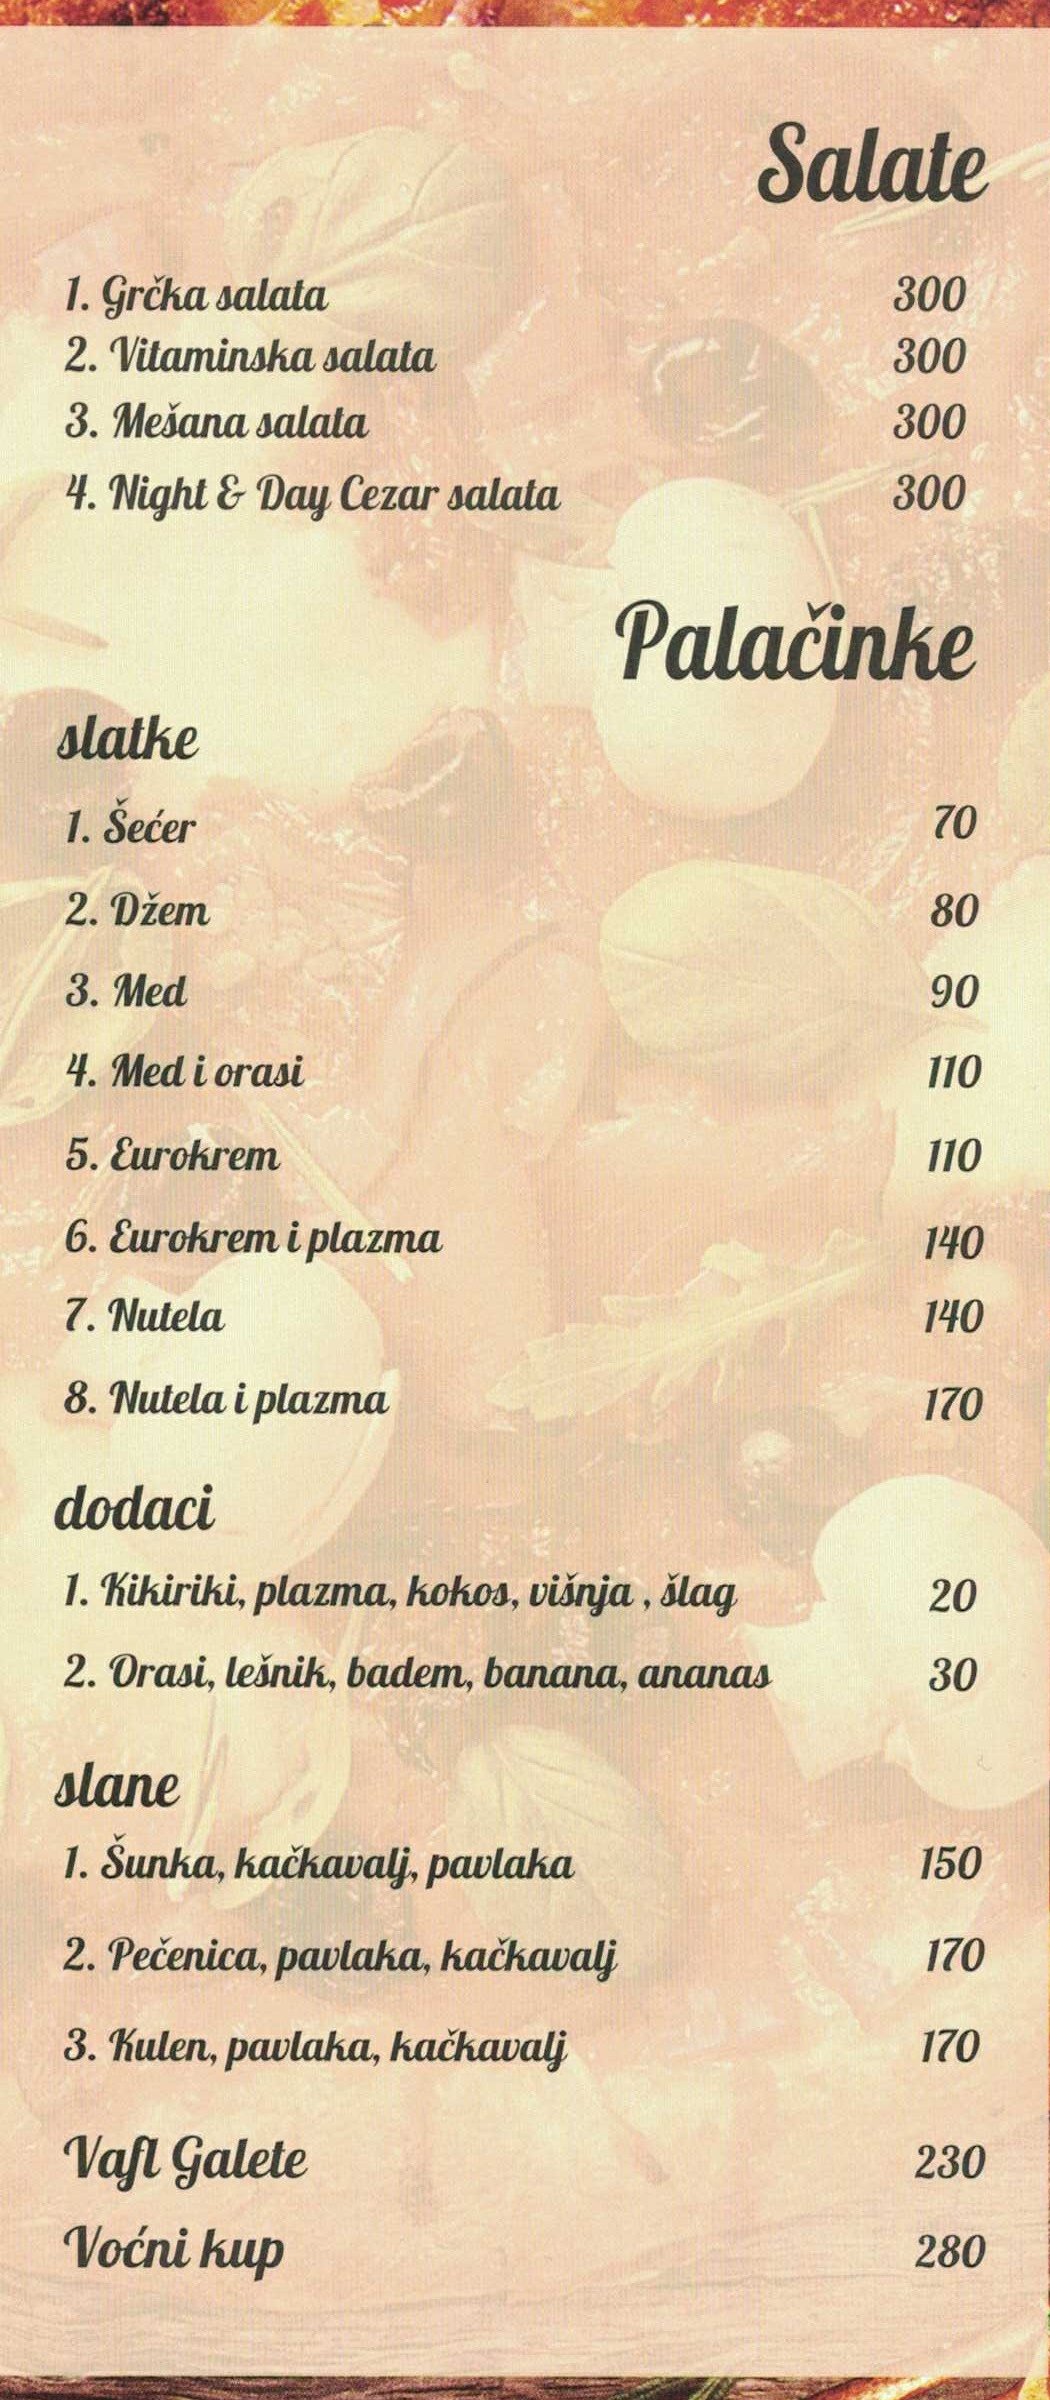 Salate
1. Grčka salata 300
2. Vitaminska salata 300
3. Mešana salata 300
4. Night & Day Cezar salata 300
Palačinke
slatke
1. Šećer 70
2. Džem 80
3. Med 90
4. Med i orasi 110
5. Eurokrem 110
6. Eurokrem i plazma 140
7. Nutela 140
8. Nutela i plazma 170
dodaci
1. Kikiriki, plazma, kokos, višnja , šlag 20
2. Orasi, lešnik, badem, banana, ananas 30
slane
1. Šunka, kačkavalj, pavlaka 150
2. Pečenica, pavlaka, kačkavalj 170
3. Kulen, pavlaka, kačkavalj 170
Vafl Galete 230
Voćni kup 280